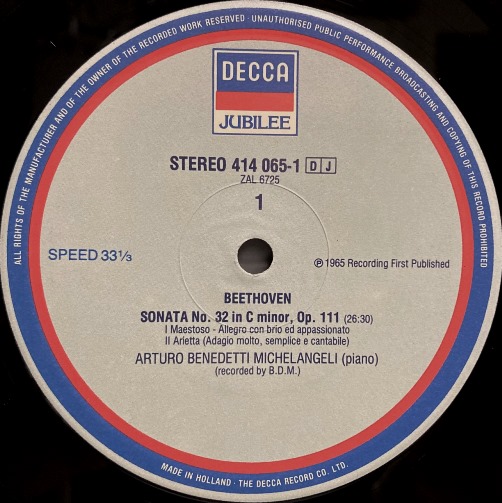 ALL RIGHTS OF THE MANUFACTURER AND OF THE OWNER OF THE RECORDED WORK RESERVED · UNAUTHORISED PUBLIC PERFORMANCE BROADCASTING AND COPYING OF THIS RECORD PROHIBITED
DECCA
JUBILEE
STEREO 414 065-1 DJ
ZAL 6725
1
SPEED 33⅓
℗ 1965 Recording First Published
BEETHOVEN
SONATA No. 32 in C minor, Op. 111 (26:30)
I Maestoso - Allegro con brio ed appassionato
II Arietta (Adagio molto, semplice e cantabile)
ARTURO BENEDETTI MICHELANGELI (piano)
(recorded by B.D.M.)
MADE IN HOLLAND · THE DECCA RECORD CO. LTD.